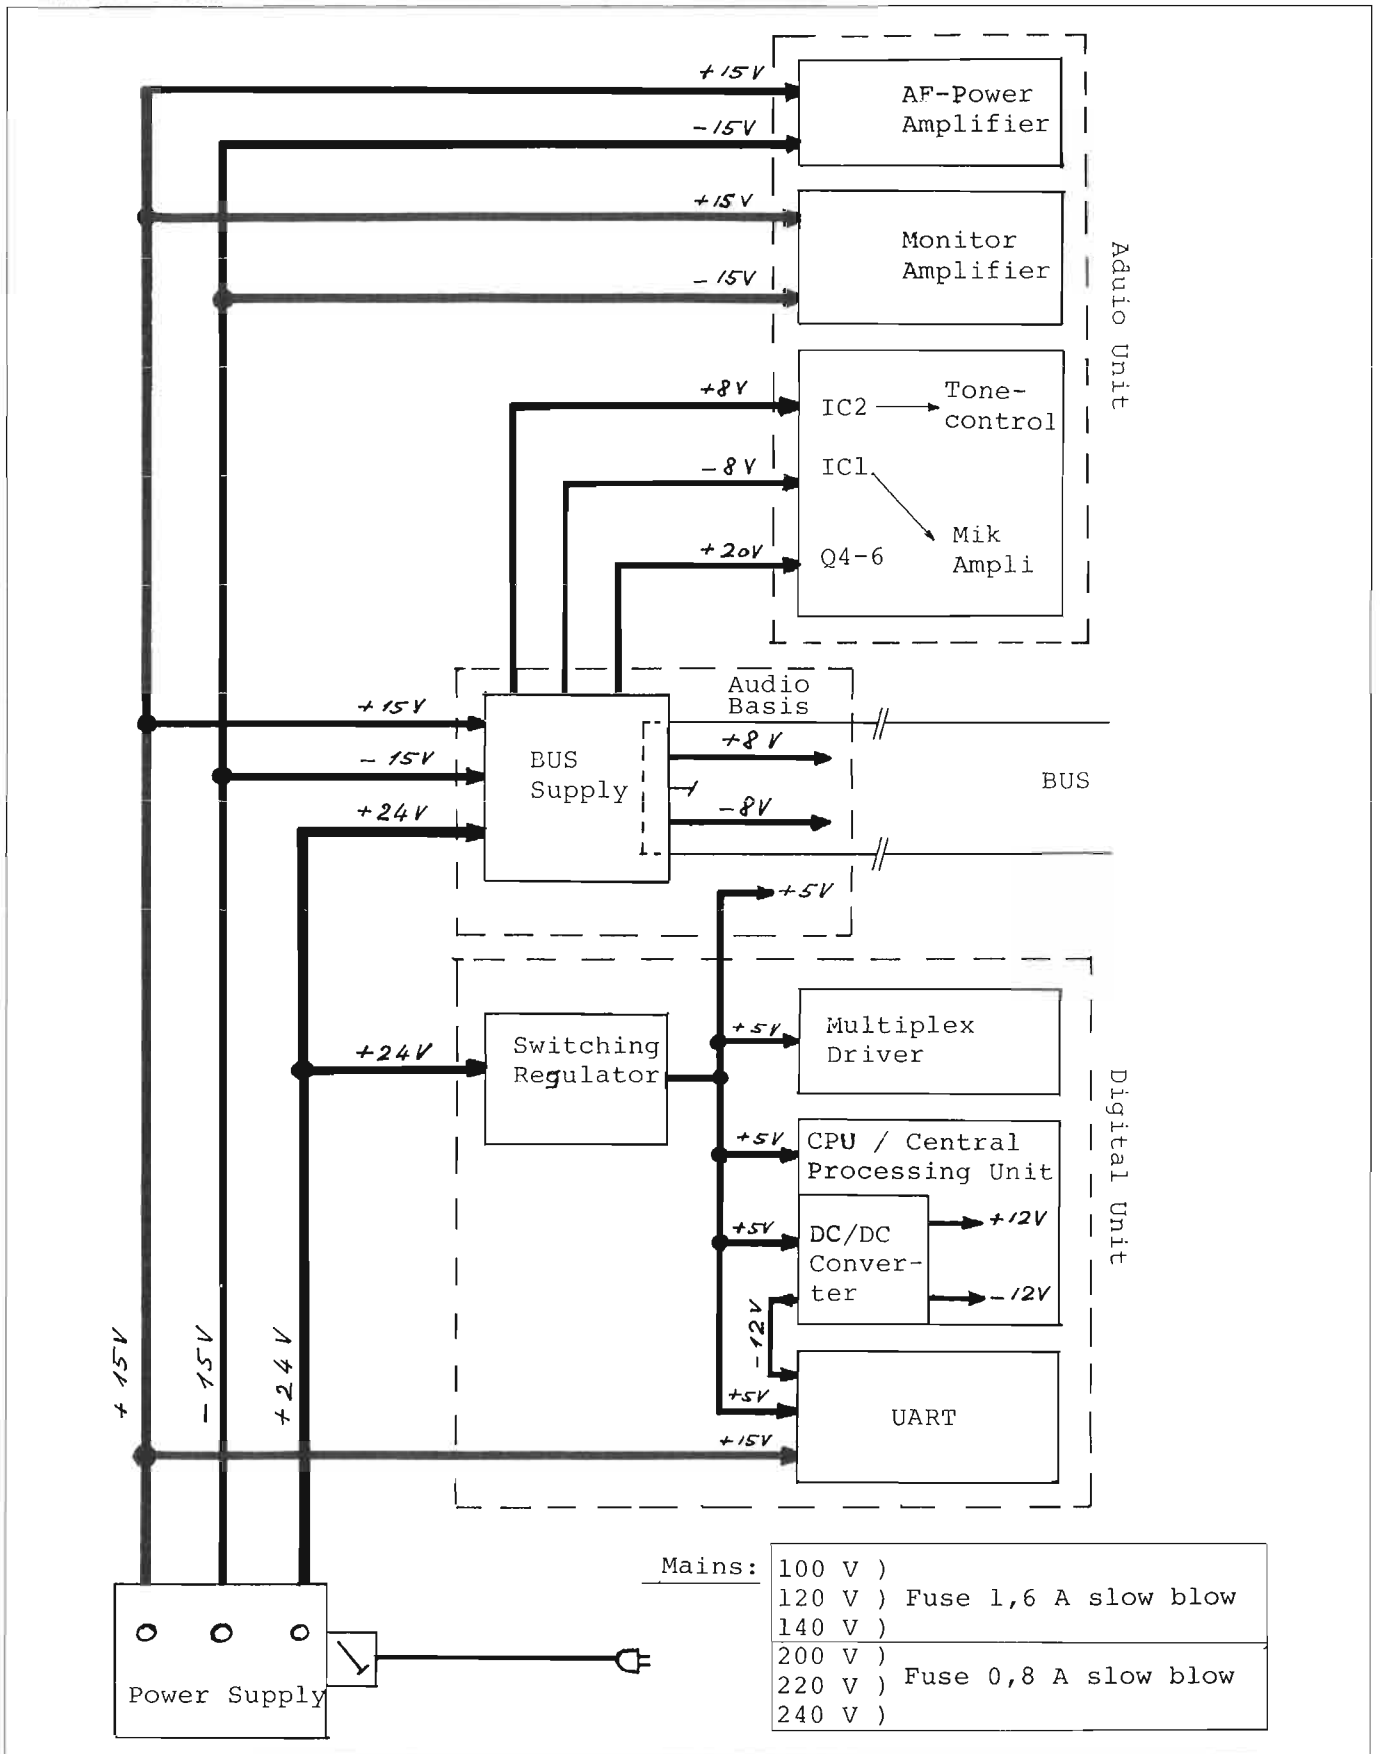 +15V
AF-Power
Amplifier
-15V
+15V
Monitor
Amplifier
-15V
Aduio Unit
+8V
IC2
Tone-
control
-8V
IC1
+20V
Q4-6
Mik
Ampli
Audio
Basis
+15V
+8V
-15V
BUS
Supply
BUS
+24V
-8V
+5V
+5V
Multiplex
Driver
+24V
Switching
Regulator
Digital Unit
+5V
CPU / Central
Processing Unit
+5V
DC/DC
Conver-
ter
+12V
-12V
-12V
+5V
UART
+15V
+15V
-15V
+24V
Mains:
100 V )
120 V ) Fuse 1,6 A slow blow
140 V )
200 V )
220 V ) Fuse 0,8 A slow blow
240 V )
Power Supply